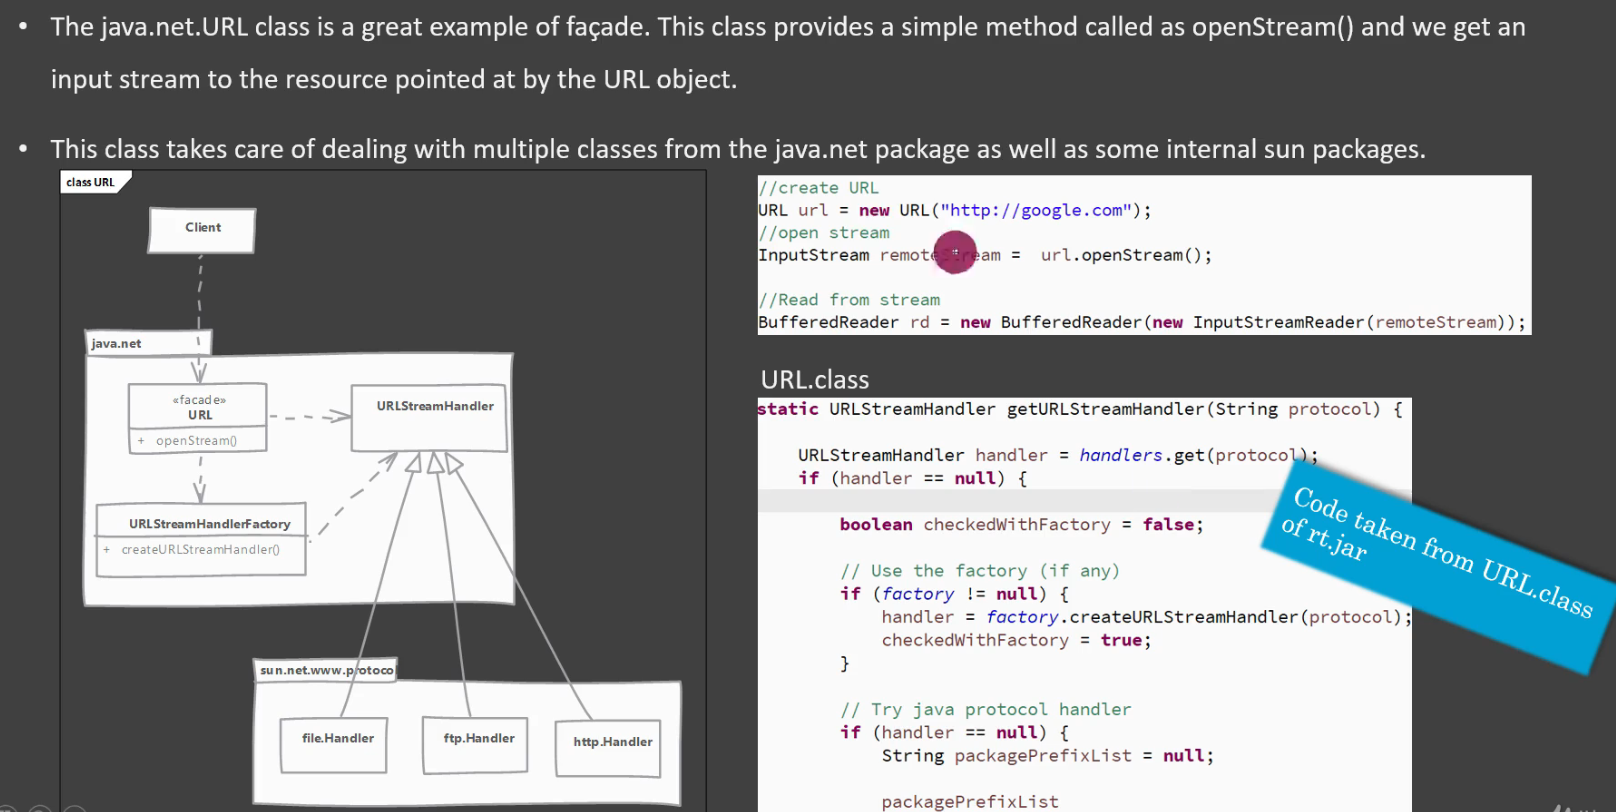 • The java.net.URL class is a great example of façade. This class provides a simple method called as openStream() and we get an
input stream to the resource pointed at by the URL object.
• This class takes care of dealing with multiple classes from the java.net package as well as some internal sun packages.
class URL
Client
java.net
«facade»
URL
+ openStream()
URLStreamHandler
URLStreamHandlerFactory
+ createURLStreamHandler()
sun.net.www.protoco
file.Handler
ftp.Handler
http.Handler
//create URL
URL url = new URL("http://google.com");
//open stream
InputStream remoteStream = url.openStream();
//Read from stream
BufferedReader rd = new BufferedReader(new InputStreamReader(remoteStream));
URL.class
static URLStreamHandler getURLStreamHandler(String protocol) {
URLStreamHandler handler = handlers.get(protocol);
if (handler == null) {
boolean checkedWithFactory = false;
// Use the factory (if any)
if (factory != null) {
handler = factory.createURLStreamHandler(protocol);
checkedWithFactory = true;
}
// Try java protocol handler
if (handler == null) {
String packagePrefixList = null;
packagePrefixList
Code taken from URL.class
of rt.jar